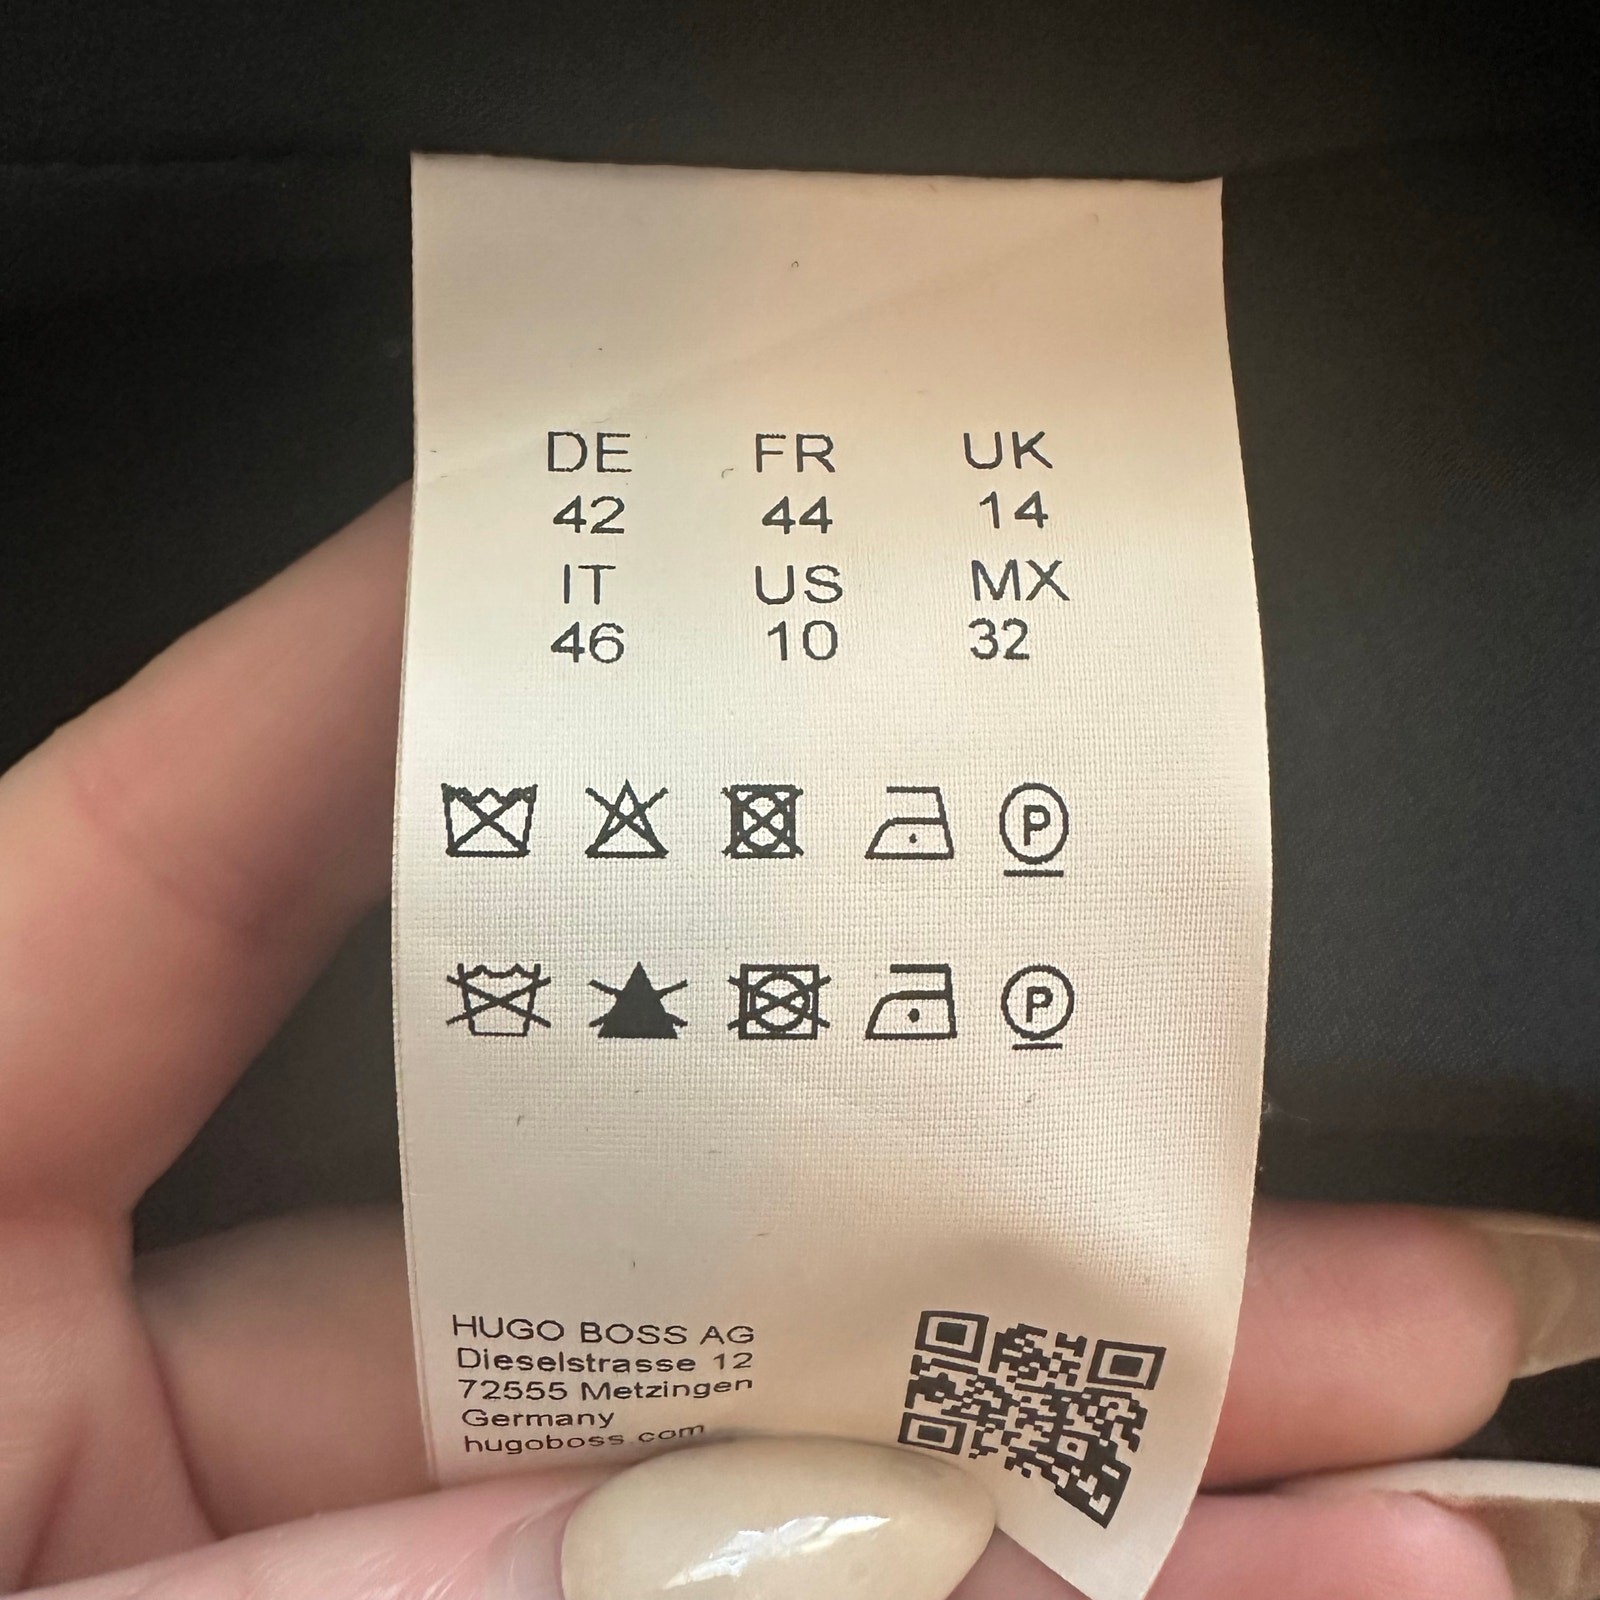 DE FR UK
42 44 14
IT US MX
46 10 32
P
P
HUGO BOSS AG
Dieselstrasse 12
72555 Metzingen
Germany
hugoboss.com